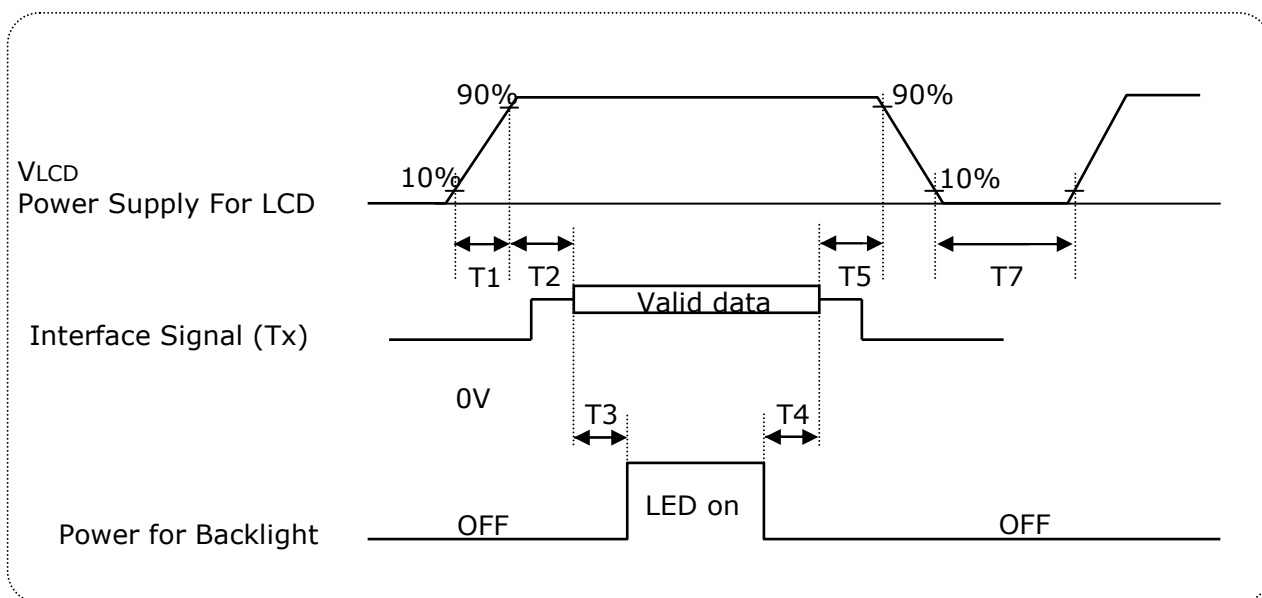 90%
90%
VLCD
10%
10%
Power Supply For LCD
T1
T2
T5
T7
Valid data
Interface Signal (Tx)
0V
T3
T4
LED on
Power for Backlight
OFF
OFF